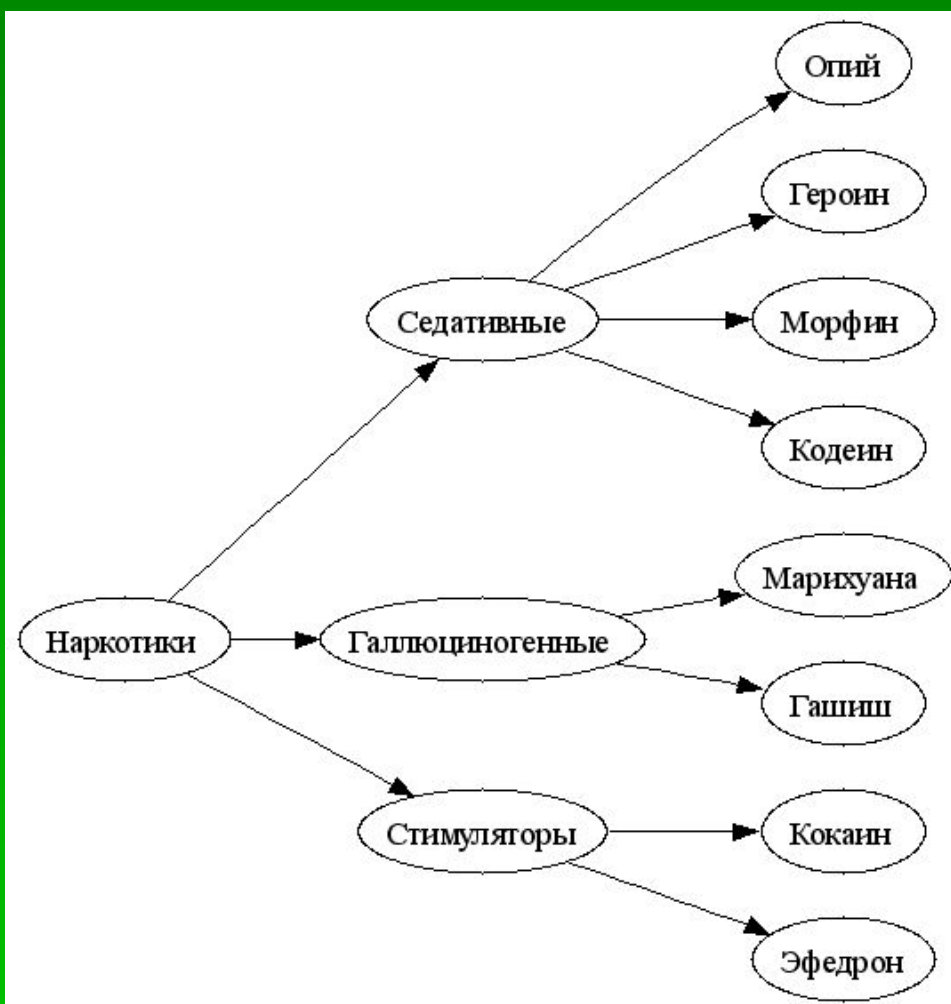 Опий
Героин
Седативные
Морфин
Кодеин
Марихуана
Наркотики
Галлюциногенные
Гашиш
Стимуляторы
Кокаин
Эфедрон